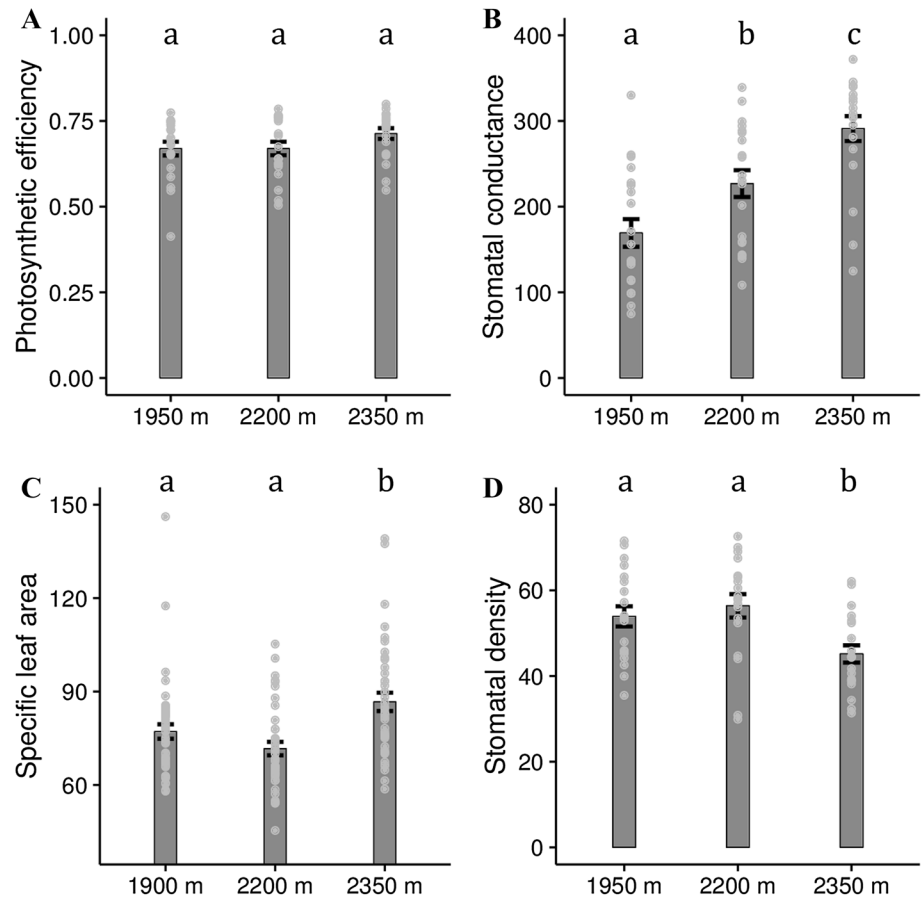 A
a a a
Photosynthetic efficiency
1.00
0.75
0.50
0.25
0.00
1950 m 2200 m 2350 m
B
a b c
Stomatal conductance
400
300
200
100
0
1950 m 2200 m 2350 m
C
a a b
Specific leaf area
150
120
90
60
1900 m 2200 m 2350 m
D
a a b
Stomatal density
80
60
40
20
0
1950 m 2200 m 2350 m